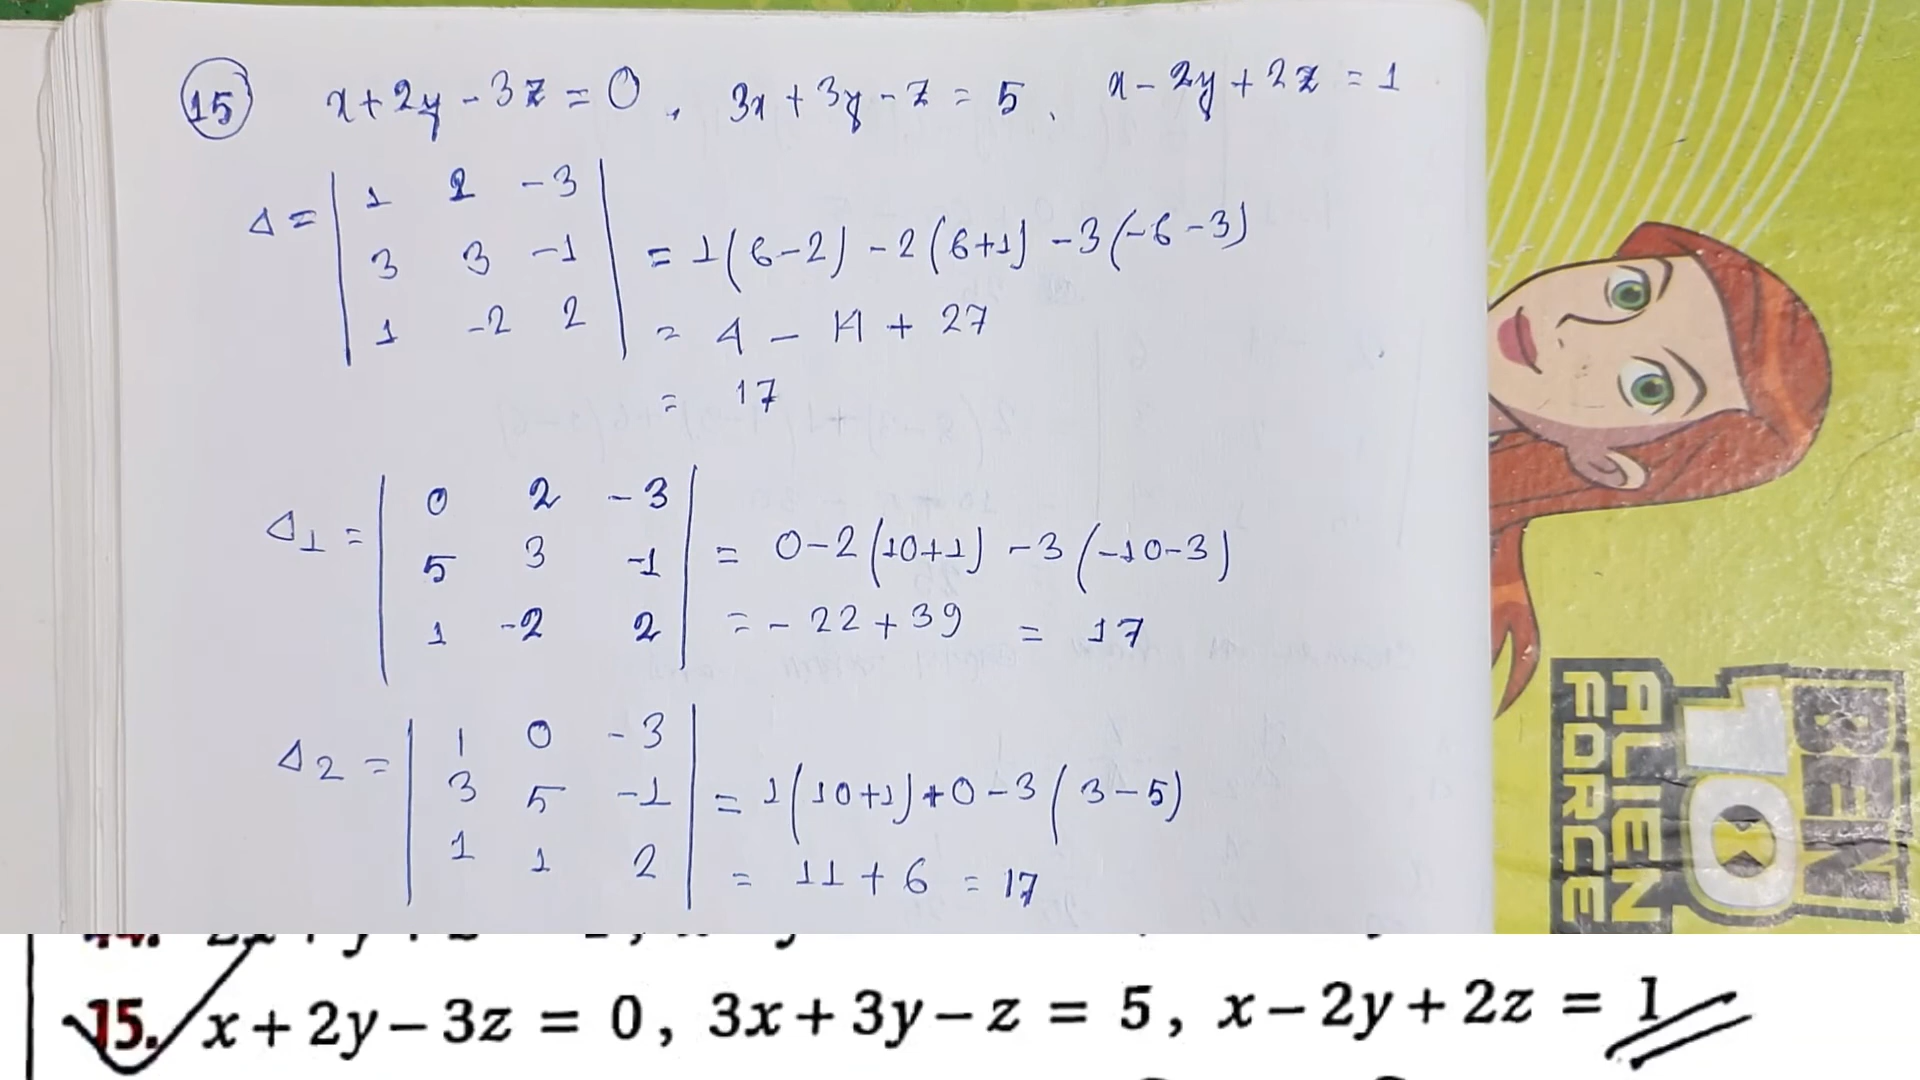 15 x+2y-3z=0, 3x+3y-z=5, x-2y+2z=1
Δ= | 1 2 -3 |
| 3 3 -1 | = 1(6-2)-2(6+1)-3(-6-3)
| 1 -2 2 | = 4-14+27
= 17
Δ1= | 0 2 -3 |
| 5 3 -1 | = 0-2(10+1)-3(-10-3)
| 1 -2 2 | = -22+39 = 17
Δ2= | 1 0 -3 |
| 3 5 -1 | = 1(10+1)+0-3(3-5)
| 1 1 2 | = 11+6 = 17
BEN
10
ALIEN
FORCE
15. x+2y-3z = 0, 3x+3y-z = 5, x-2y+2z = 1